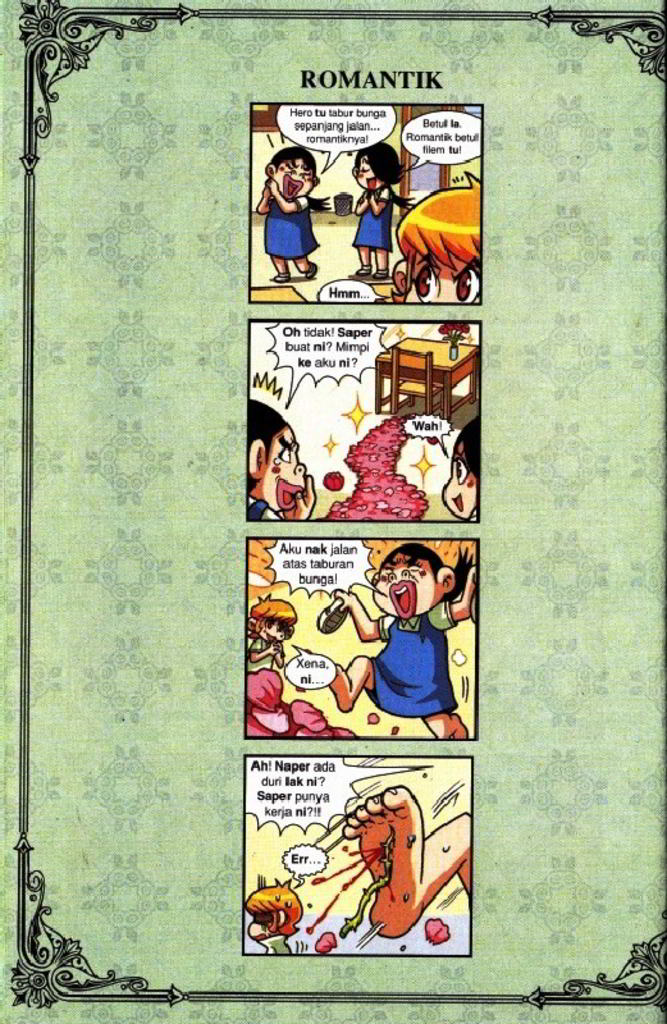 ROMANTIK
Hero tu tabur bunga
sepanjang jalan...
romantiknya!
Betul la.
Romantik betul
filem tu!
Hmm...
Oh tidak! Saper
buat ni? Mimpi
ke aku ni?
Wah!
Aku naik jalan
atas taburan
bunga!
Xena,
ni...
Ah! Naper ada
duri lak ni?
Saper punya
kerja ni?!!
Err...